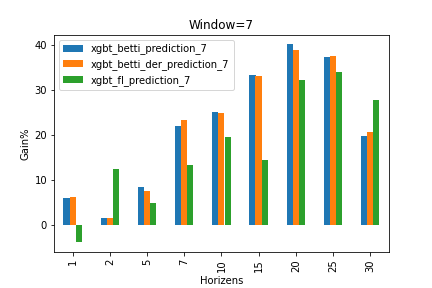 Window=7
xgbt_betti_prediction_7
xgbt_betti_der_prediction_7
xgbt_fl_prediction_7
Gain%
40
30
20
10
0
1 2 5 7 10 15 20 25 30
Horizens